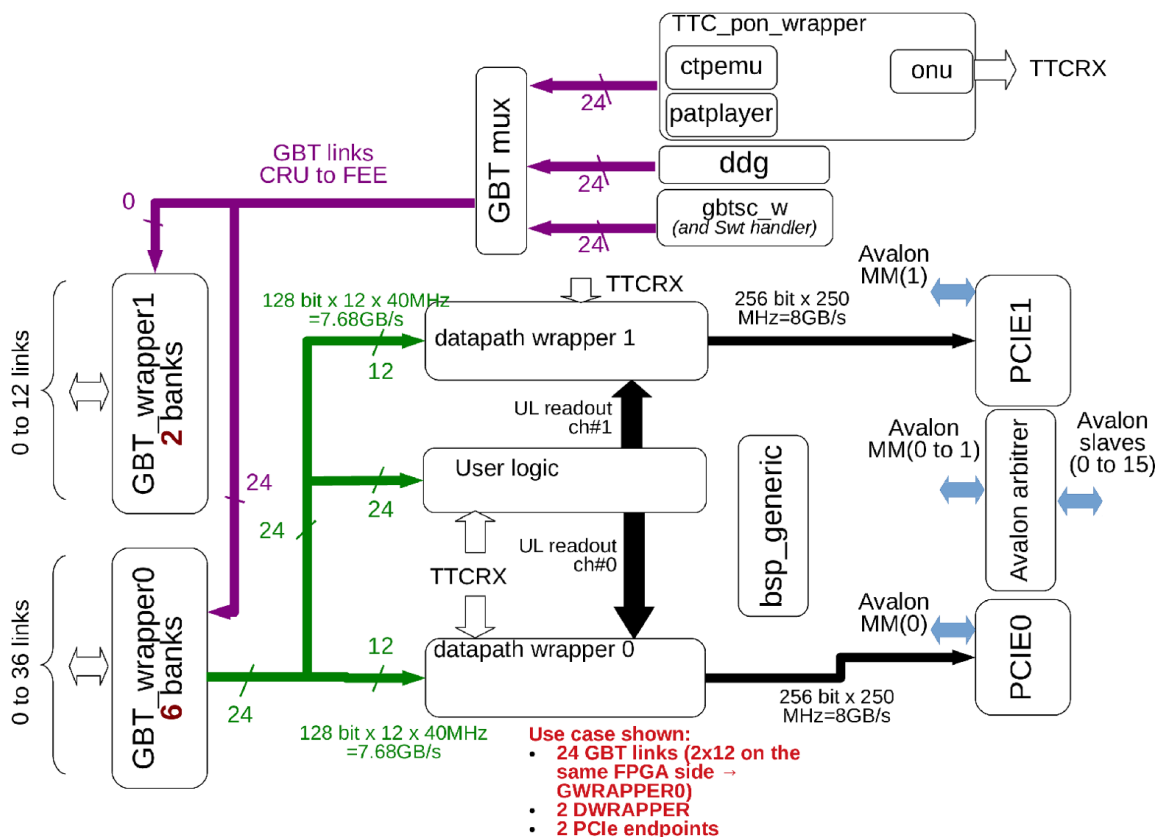 TTC_pon_wrapper
ctpemu
onu
TTCRX
patplayer
24
GBT mux
GBT links
CRU to FEE
ddg
24
gbtsc_w
(and Swt handler)
24
0
Avalon
MM(1)
TTCRX
128 bit x 12 x 40MHz
=7.68GB/s
256 bit x 250
MHz=8GB/s
datapath wrapper 1
12
PCIE1
0 to 12 links
GBT_wrapper1
2 banks
UL readout
ch#1
Avalon
MM(0 to 1)
Avalon
slaves
(0 to 15)
Avalon arbitrer
User logic
24
24
24
bsp_generic
UL readout
ch#0
TTCRX
0 to 36 links
GBT_wrapper0
6 banks
Avalon
MM(0)
12
datapath wrapper 0
PCIE0
24
256 bit x 250
MHz=8GB/s
128 bit x 12 x 40MHz
=7.68GB/s
Use case shown:
• 24 GBT links (2x12 on the
same FPGA side →
GWRAPPER0)
• 2 DWRAPPER
• 2 PCIe endpoints